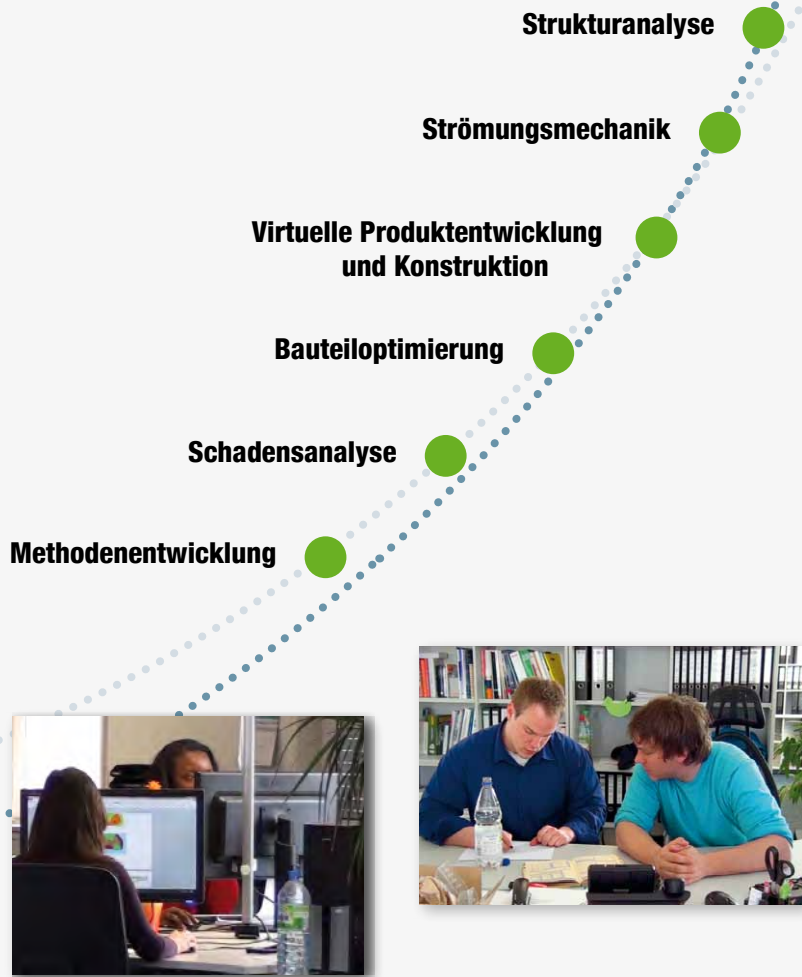 Strukturanalyse
Strömungsmechanik
Virtuelle Produktentwicklung
und Konstruktion
Bauteiloptimierung
Schadensanalyse
Methodenentwicklung